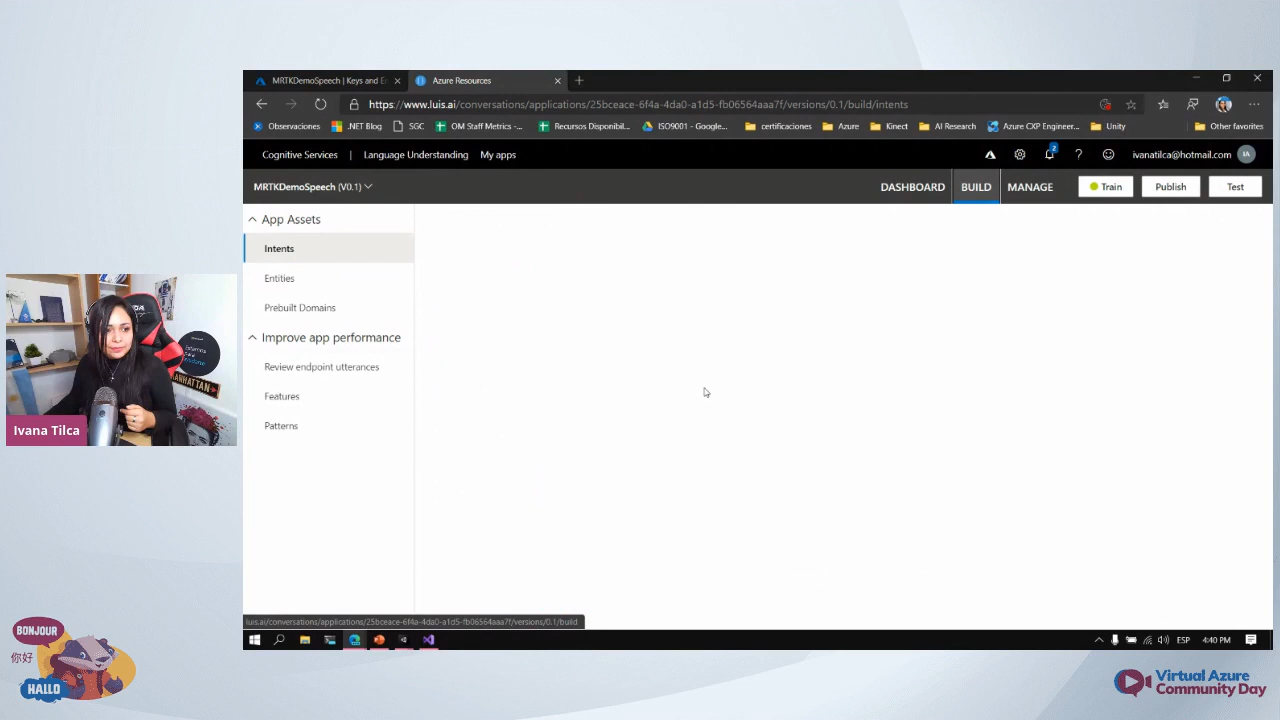 MRTKDemoSpeech | Keys and E
Azure Resources
https://www.luis.ai/conversations/applications/25bceace-6f4a-4da0-a1d5-fb06564aaa7f/versions/0.1/build/intents
Observaciones
.NET Blog
SGC
OM Staff Metrics -...
Recursos Disponibil...
ISO9001 - Google...
certificaciones
Azure
Kinect
AI Research
Azure CXP Engineer...
Unity
Other favorites
Cognitive Services | Language Understanding My apps
2
ivanatilca@hotmail.com
IA
MRTKDemoSpeech (V0.1)
DASHBOARD
BUILD
MANAGE
Train
Publish
Test
App Assets
Intents
Entities
Prebuilt Domains
Improve app performance
Review endpoint utterances
Features
Patterns
luis.ai/conversations/applications/25bceace-6f4a-4da0-a1d5-fb06564aaa7f/versions/0.1/build
ESP
4:40 PM
MANHATTAN
Ivana Tilca
BONJOUR
你好
HALLO
Virtual Azure
Community Day